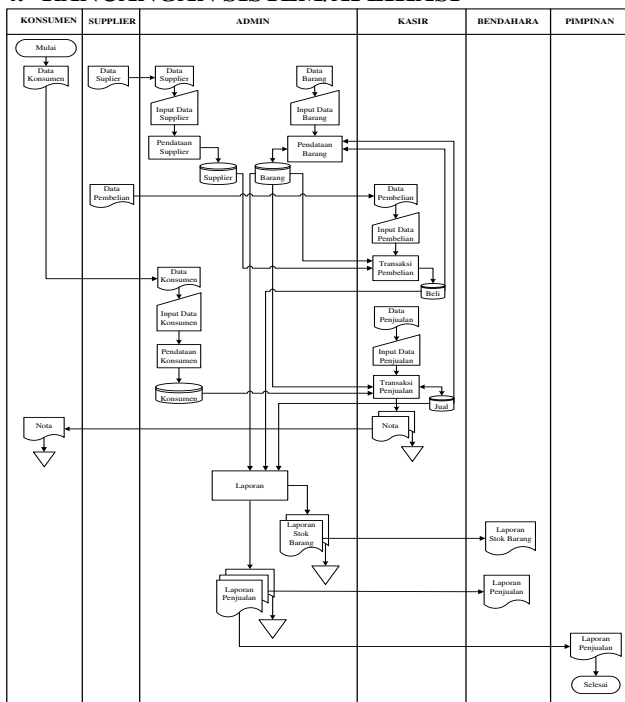 KONSUMEN
SUPPLIER
ADMIN
KASIR
BENDAHARA
PIMPINAN
Mulai
Data
Konsumen
Data
Suplier
Data
Supplier
Data
Barang
Input Data
Supplier
Input Data
Barang
Pendataan
Supplier
Pendataan
Barang
Supplier
Barang
Data
Pembelian
Data
Pembelian
Input Data
Pembelian
Transaksi
Pembelian
Beli
Data
Konsumen
Input Data
Konsumen
Data
Penjualan
Pendataan
Konsumen
Input Data
Penjualan
Transaksi
Penjualan
Konsumen
Jual
Nota
Nota
Laporan
Laporan
Stok
Barang
Laporan
Stok Barang
Laporan
Penjualan
Laporan
Penjualan
Laporan
Penjualan
Selesai